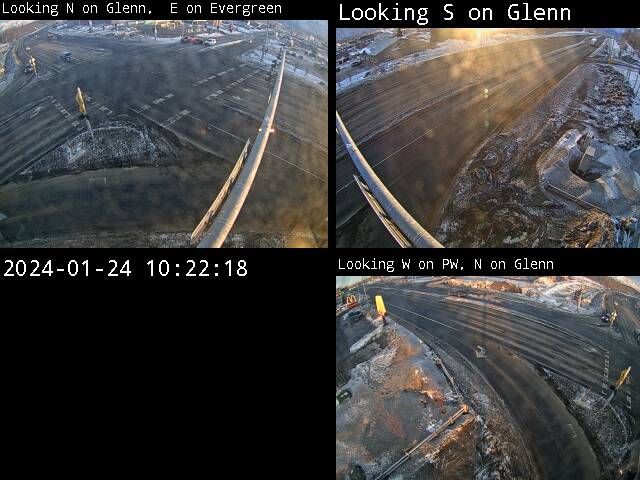 Looking N on Glenn,  E on Evergreen
Looking S on Glenn
2024-01-24 10:22:18
Looking W on PW, N on Glenn